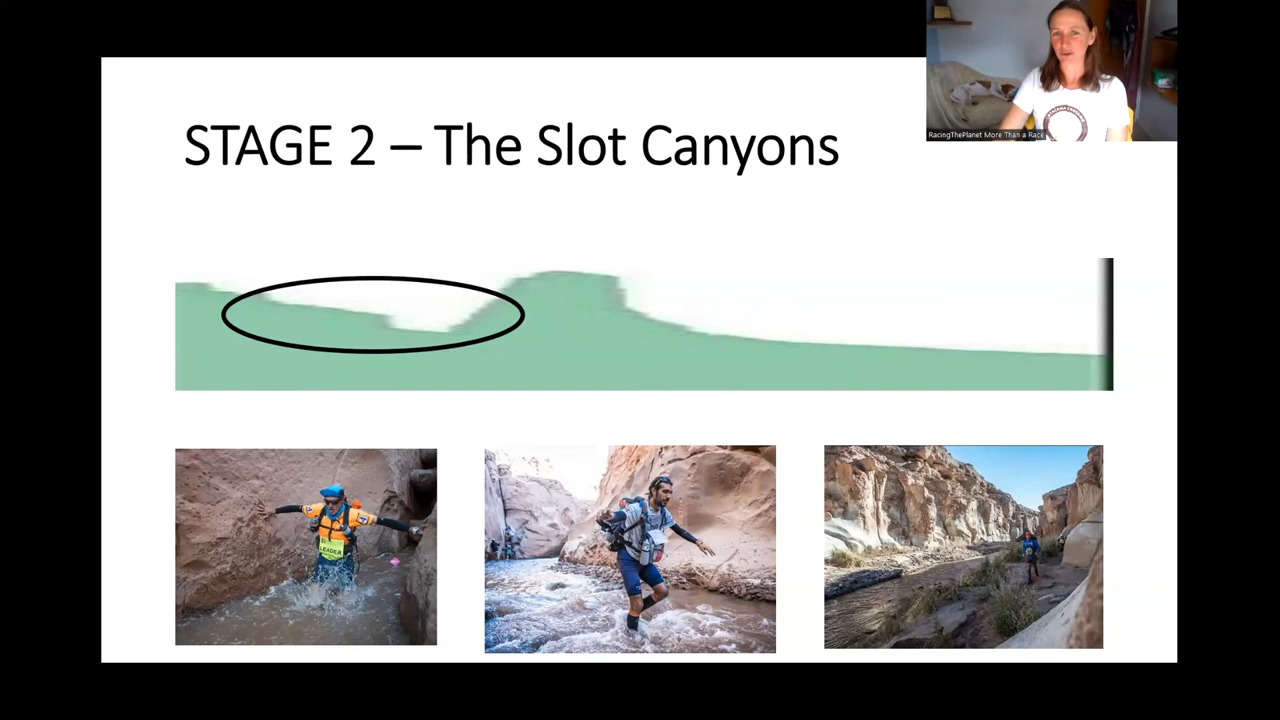 STAGE 2 – The Slot Canyons
RacingThePlanet More Than a Race
LEADER